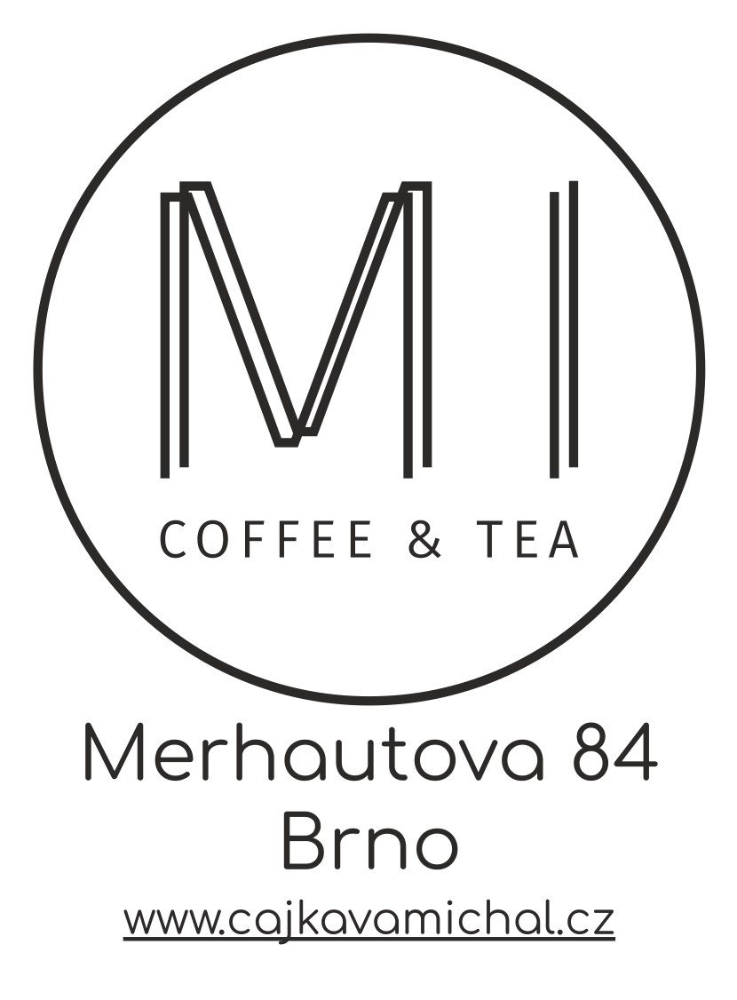 MI
COFFEE & TEA
Merhautova 84
Brno
www.cajkavamichal.cz